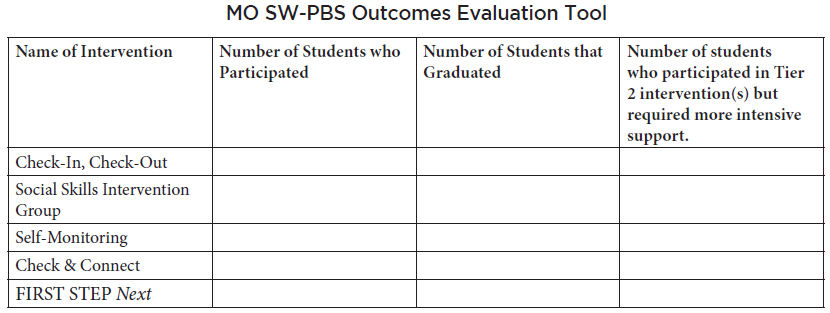 MO SW-PBS Outcomes Evaluation Tool
Name of Intervention
Number of Students who
Participated
Number of Students that
Graduated
Number of students
who participated in Tier
2 intervention(s) but
required more intensive
support.
Check-In, Check-Out
Social Skills Intervention
Group
Self-Monitoring
Check & Connect
FIRST STEP Next